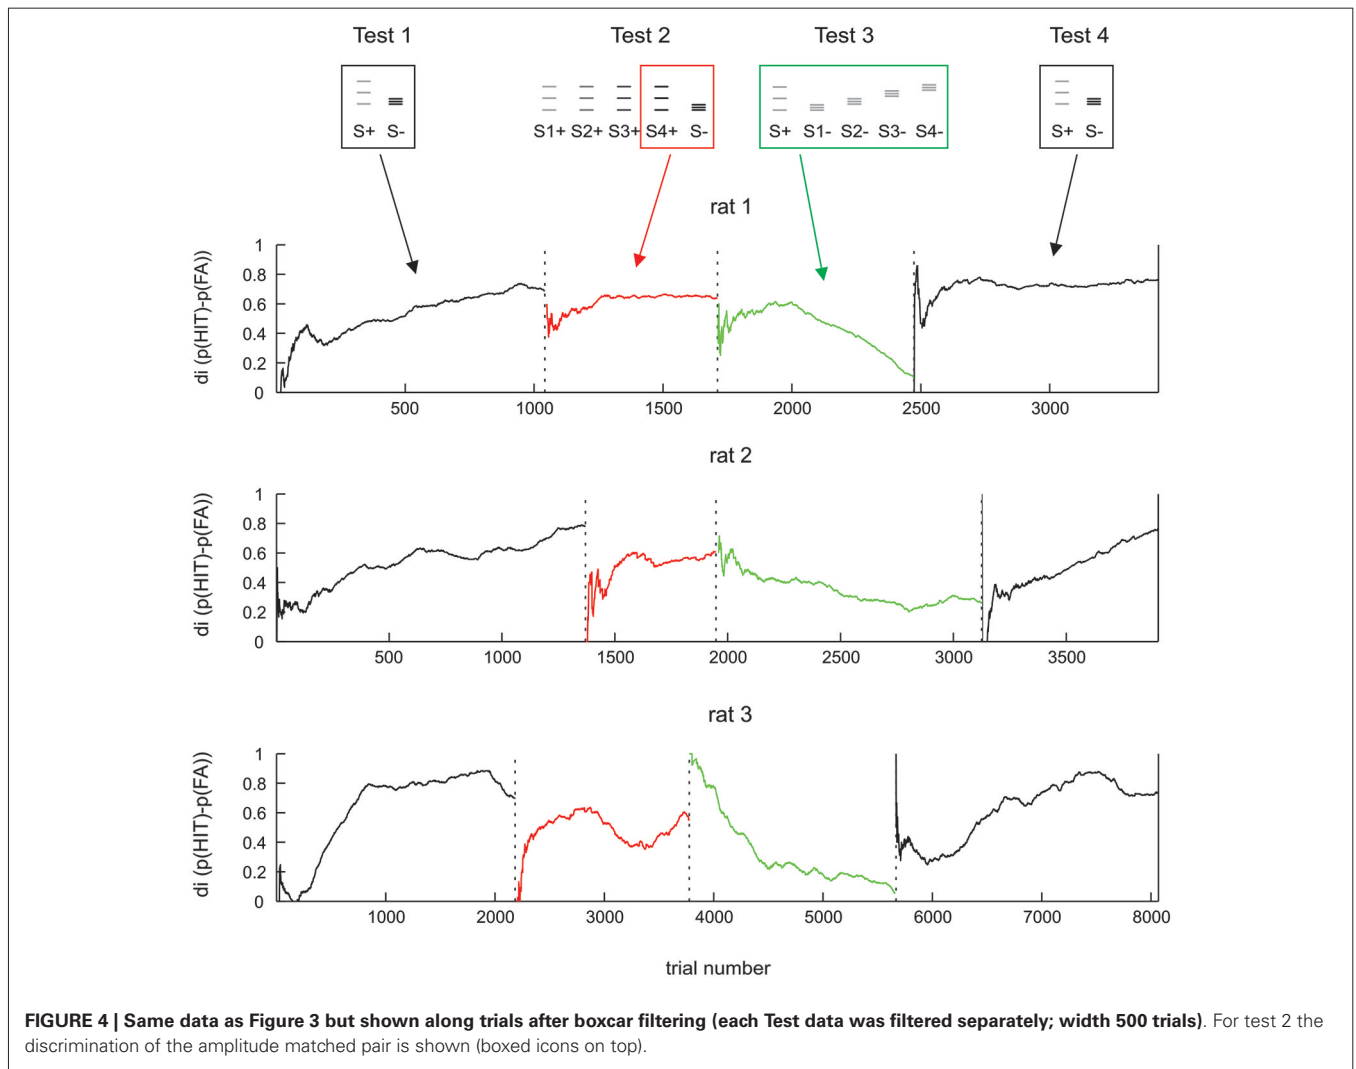 Test 1 Test 2 Test 3 Test 4
S+ S- S1+ S2+ S3+ S4+ S- S+ S1- S2- S3- S4- S+ S-
rat 1
di (p(HIT)-p(FA))
1
0.8
0.6
0.4
0.2
0
500 1000 1500 2000 2500 3000
rat 2
di (p(HIT)-p(FA))
1
0.8
0.6
0.4
0.2
0
500 1000 1500 2000 2500 3000 3500
rat 3
di (p(HIT)-p(FA))
1
0.8
0.6
0.4
0.2
0
1000 2000 3000 4000 5000 6000 7000 8000
trial number
FIGURE 4 | Same data as Figure 3 but shown along trials after boxcar filtering (each Test data was filtered separately; width 500 trials). For test 2 the
discrimination of the amplitude matched pair is shown (boxed icons on top).